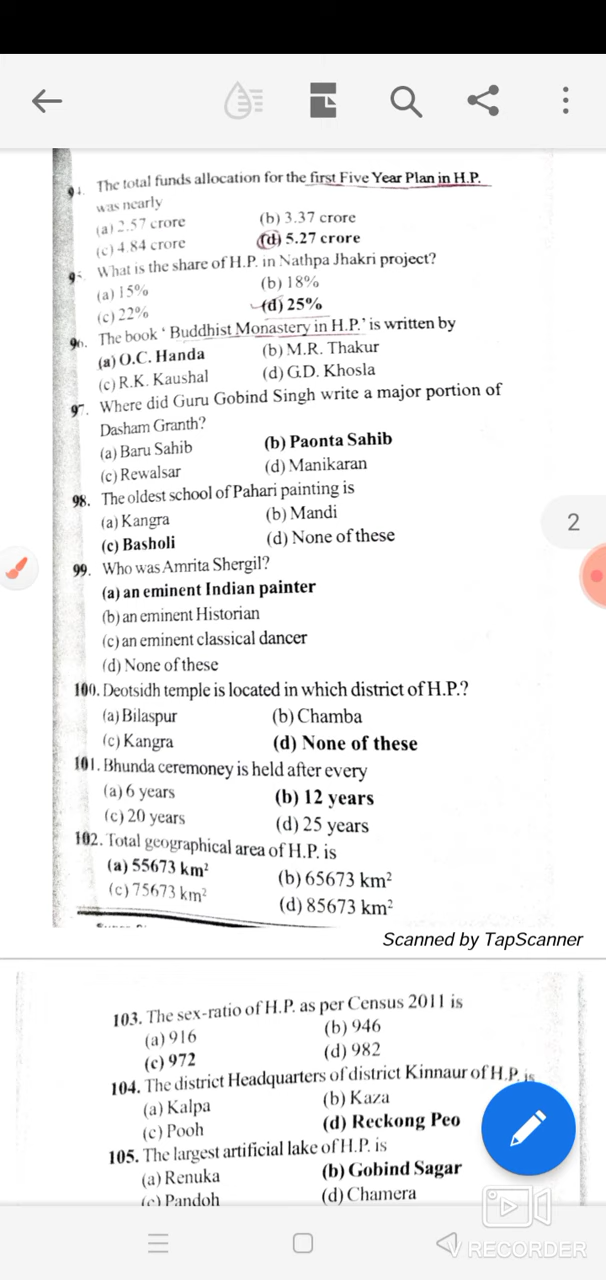 94. The total funds allocation for the first Five Year Plan in H.P.
was nearly
(a) 2.57 crore (b) 3.37 crore
(c) 4.84 crore (d) 5.27 crore
95. What is the share of H.P. in Nathpa Jhakri project?
(a) 15% (b) 18%
(c) 22% (d) 25%
96. The book ‘ Buddhist Monastery in H.P.’ is written by
(a) O.C. Handa (b) M.R. Thakur
(c) R.K. Kaushal (d) G.D. Khosla
97. Where did Guru Gobind Singh write a major portion of
Dasham Granth?
(a) Baru Sahib (b) Paonta Sahib
(c) Rewalsar (d) Manikaran
98. The oldest school of Pahari painting is
(a) Kangra (b) Mandi
(c) Basholi (d) None of these
2
99. Who was Amrita Shergil?
(a) an eminent Indian painter
(b) an eminent Historian
(c) an eminent classical dancer
(d) None of these
100. Deotsidh temple is located in which district of H.P.?
(a) Bilaspur (b) Chamba
(c) Kangra (d) None of these
101. Bhunda ceremoney is held after every
(a) 6 years (b) 12 years
(c) 20 years (d) 25 years
102. Total geographical area of H.P. is
(a) 55673 km² (b) 65673 km²
(c) 75673 km² (d) 85673 km²
Scanned by TapScanner
103. The sex-ratio of H.P. as per Census 2011 is
(a) 916 (b) 946
(c) 972 (d) 982
104. The district Headquarters of district Kinnaur of H.P. is
(a) Kalpa (b) Kaza
(c) Pooh (d) Reckong Peo
105. The largest artificial lake of H.P. is
(a) Renuka (b) Gobind Sagar
(c) Pandoh (d) Chamera
V RECORDER